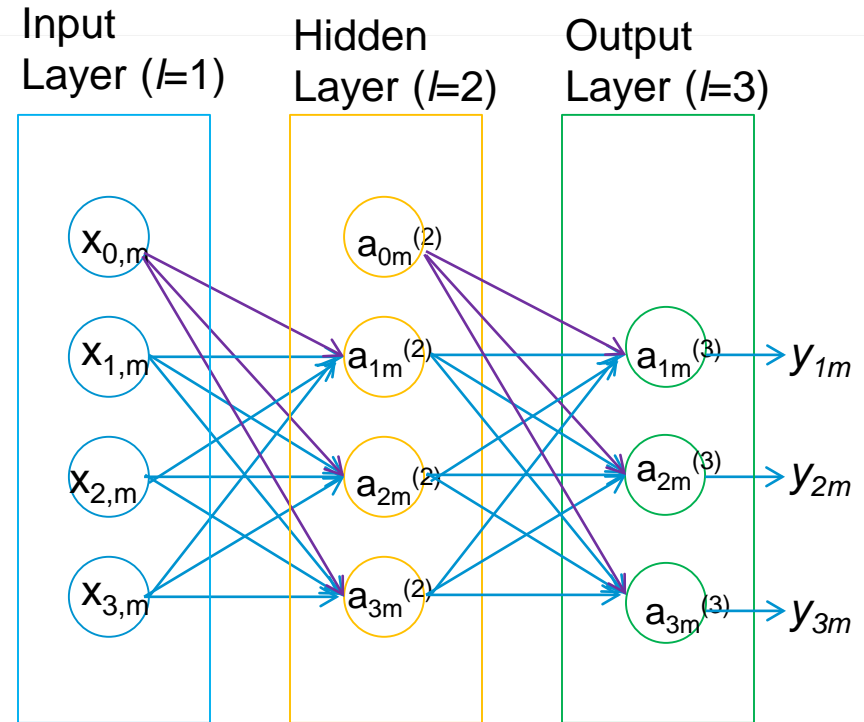 Input
Layer (l=1)
Hidden
Layer (l=2)
Output
Layer (l=3)
x0,m
a0m(2)
x1,m
a1m(2)
a1m(3)
y1m
x2,m
a2m(2)
a2m(3)
y2m
x3,m
a3m(2)
a3m(3)
y3m